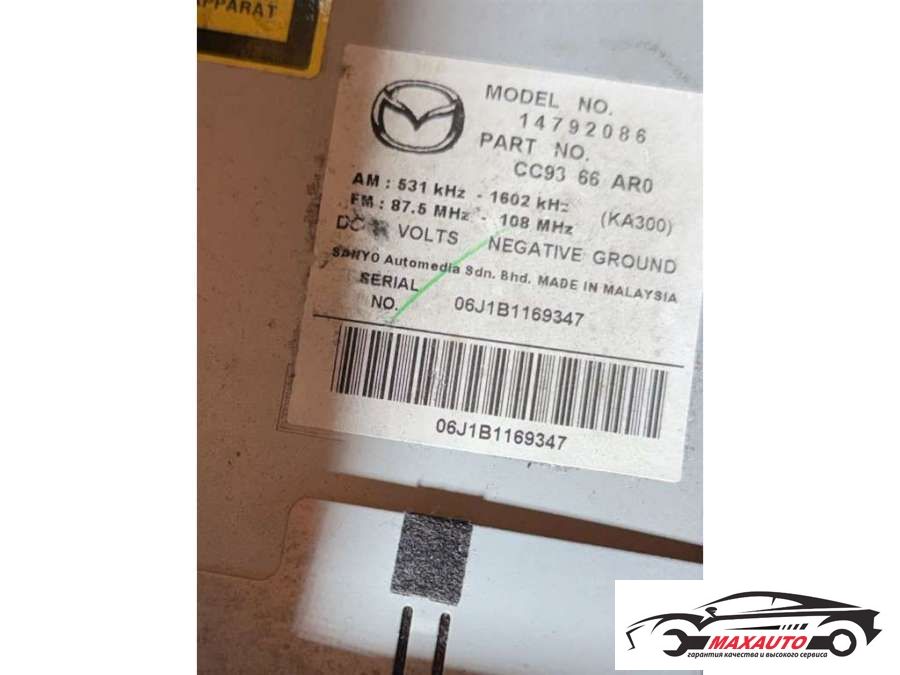 APPARAT
MODEL NO.
14792086
PART NO.
CC93 66 AR0
AM : 531 kHz - 1602 kHz
FM : 87.5 MHz - 108 MHz (KA300)
DC VOLTS NEGATIVE GROUND
SANYO Automedia Sdn. Bhd. MADE IN MALAYSIA
SERIAL
NO. 06J1B1169347
06J1B1169347
MAXAUTO
гарантия качества и высокого сервиса